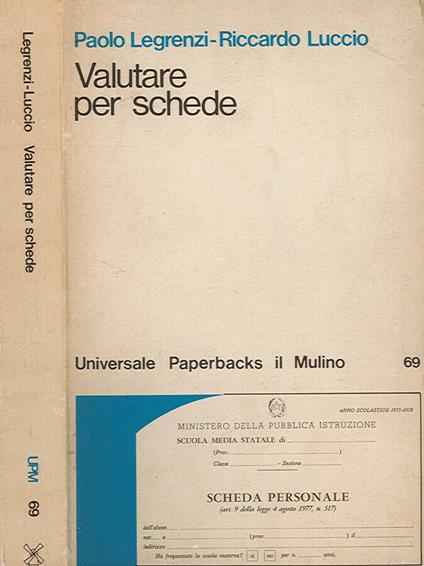 Legrenzi-Luccio Valutare per schede
UPM
69
Paolo Legrenzi-Riccardo Luccio
Valutare
per schede
Universale Paperbacks il Mulino 69
ANNO SCOLASTICO 1977-1978
MINISTERO DELLA PUBBLICA ISTRUZIONE
SCUOLA MEDIA STATALE di
(Prov. )
Classe - Sezione
SCHEDA PERSONALE
(art. 9 della legge 4 agosto 1977, n. 517)
dell'alunn
nat a (prov. ) il
indirizzo
Ha frequentato la scuola materna? si no per n. anni.